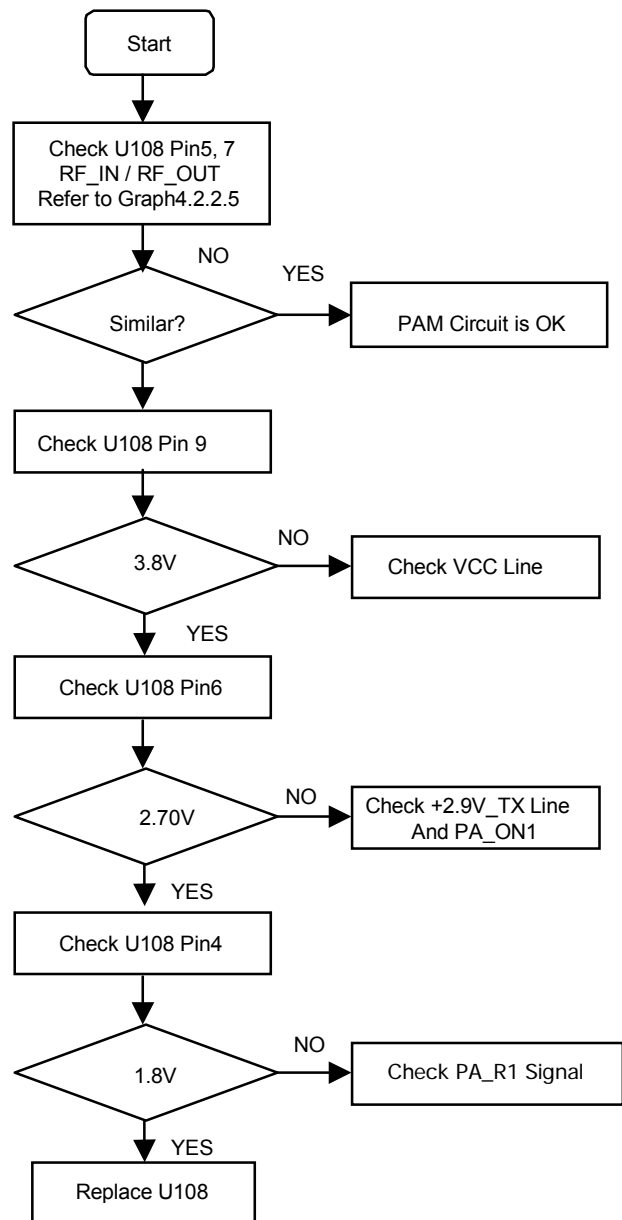 Start
Check U108 Pin5, 7
RF_IN / RF_OUT
Refer to Graph4.2.2.5
NO
YES
Similar?
PAM Circuit is OK
Check U108 Pin 9
NO
3.8V
Check VCC Line
YES
Check U108 Pin6
NO
2.70V
Check +2.9V_TX Line
And PA_ON1
YES
Check U108 Pin4
NO
1.8V
Check PA_R1 Signal
YES
Replace U108